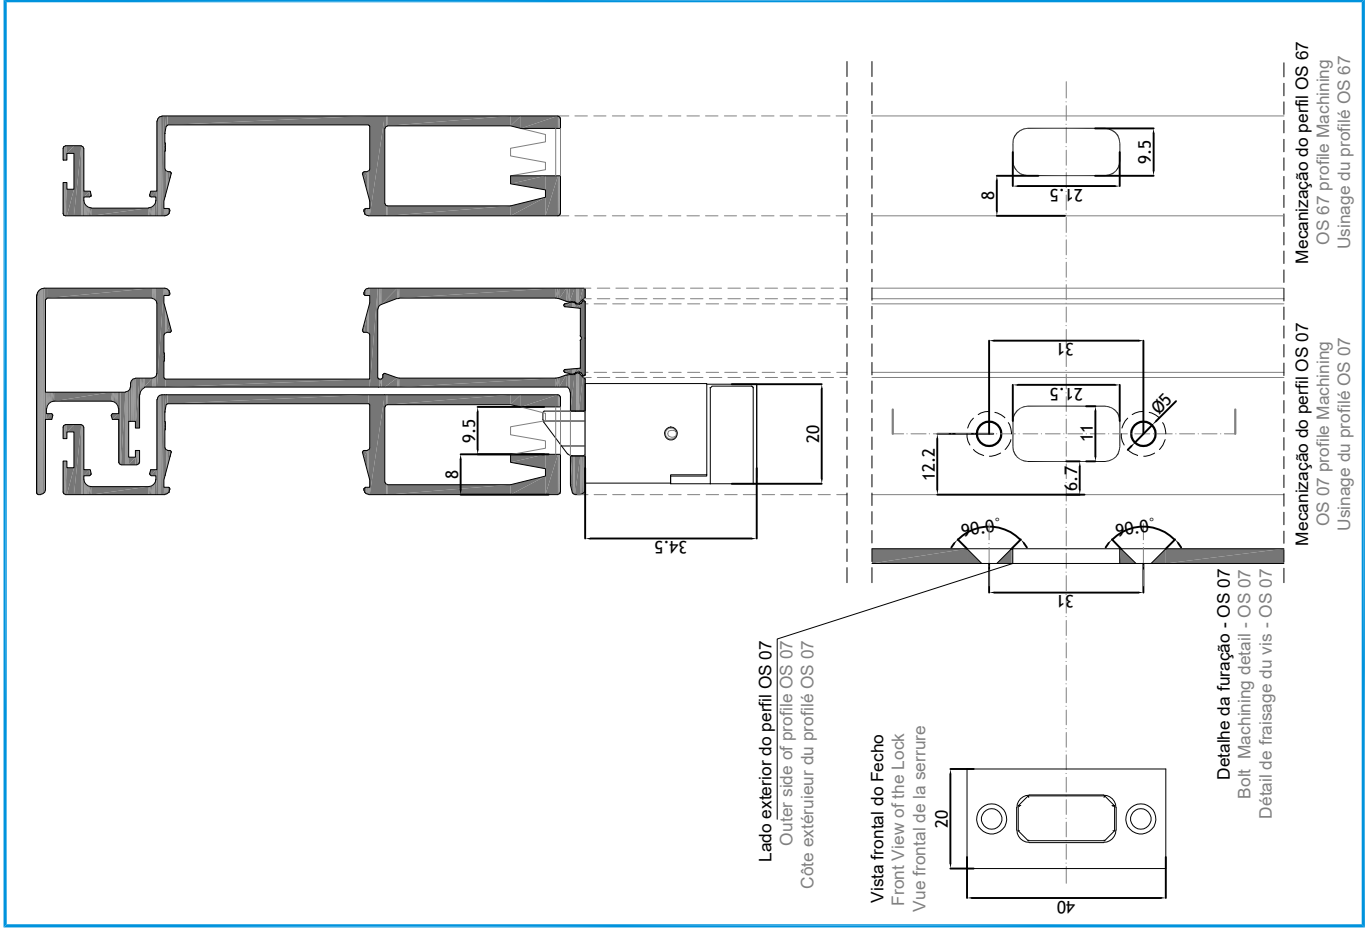 Mecanização do perfil OS 67
OS 67 profile Machining
Usinage du profilé OS 67
9.5
21.5
8
Mecanização do perfil OS 07
OS 07 profile Machining
Usinage du profilé OS 07
31
21.5
Ø5
11
12.2
6.7
9.5
8
20
34.5
90.0°
90.0°
31
Lado exterior do perfil OS 07
Outer side of profile OS 07
Côte extéruieur du profilé OS 07
Detalhe da furação - OS 07
Bolt Machining detail - OS 07
Détail de fraisage du vis - OS 07
Vista frontal do Fecho
Front View of the Lock
Vue frontal de la serrure
20
40